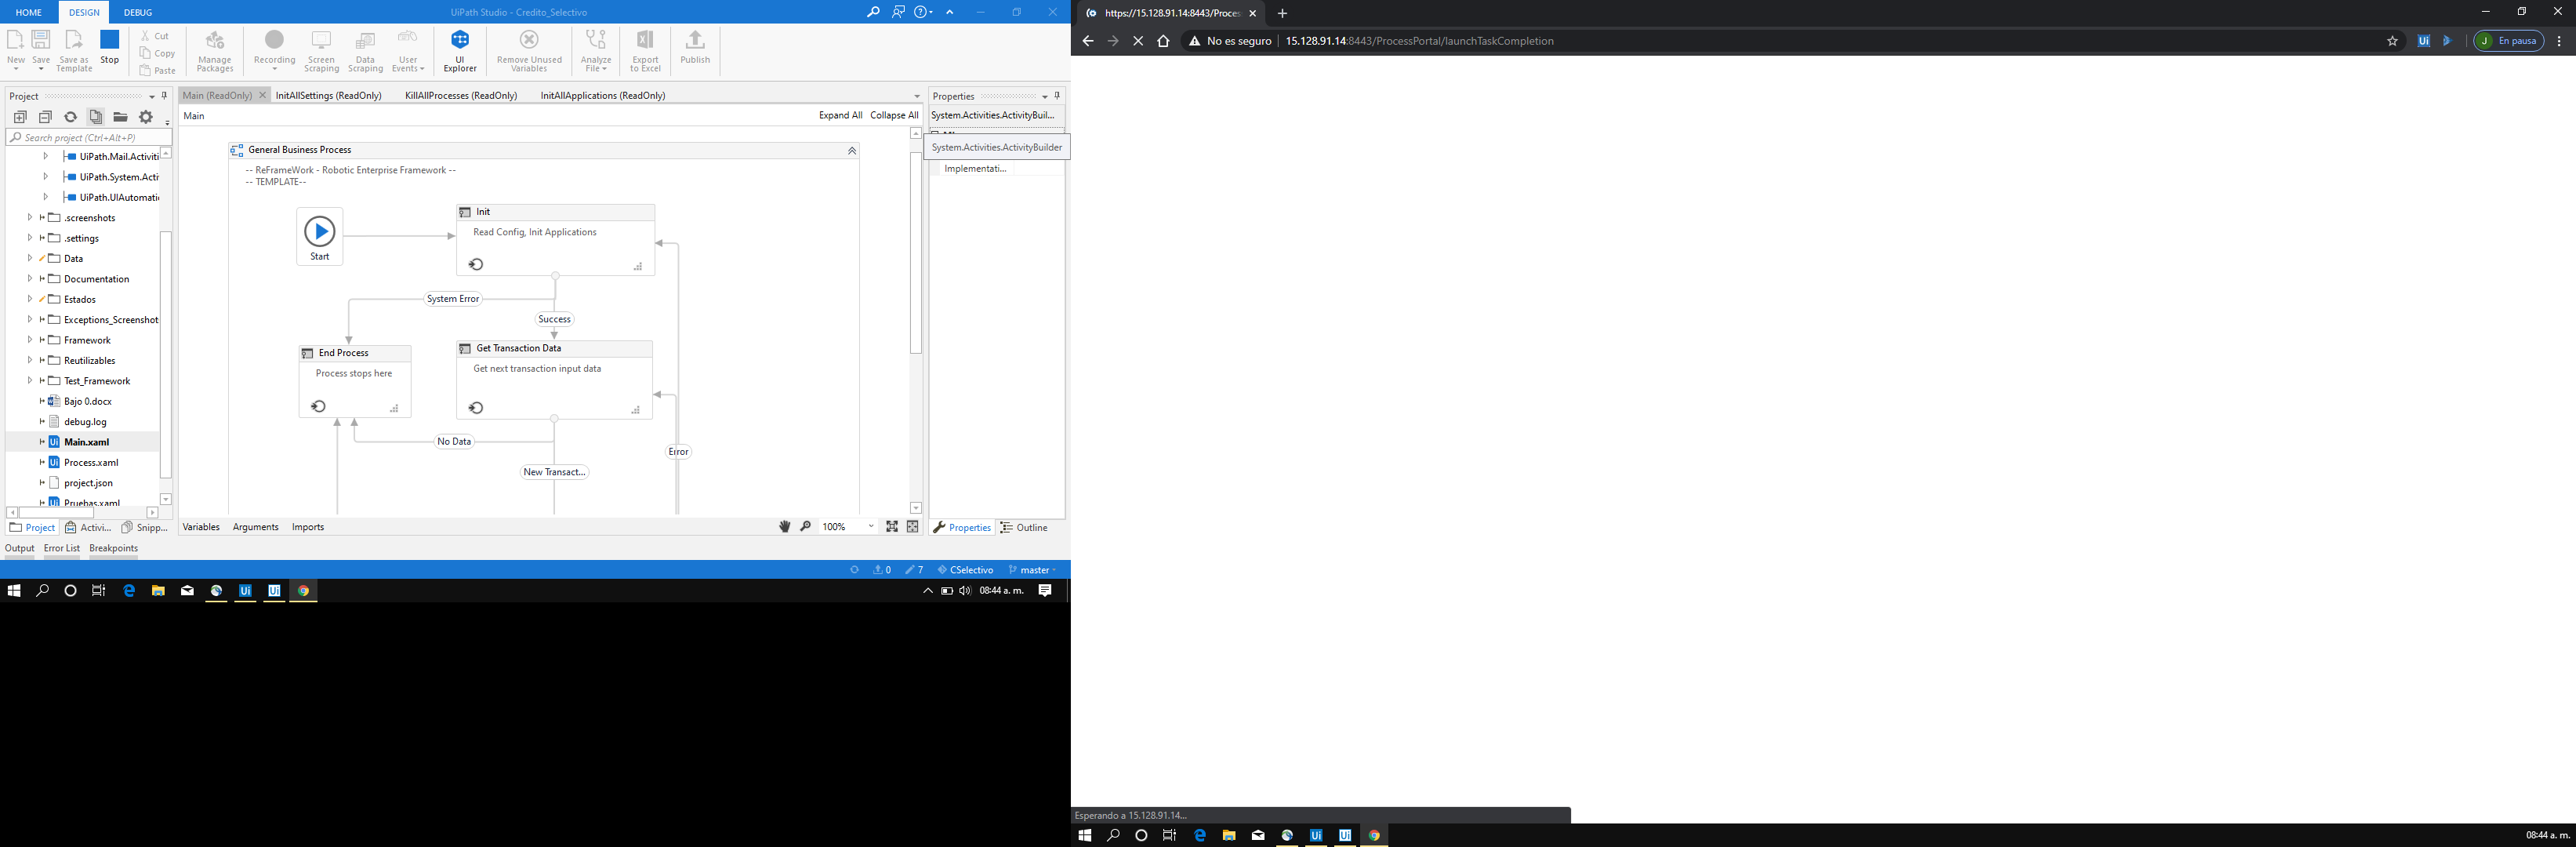 HOME DESIGN DEBUG UiPath Studio - Credito_Selectivo
New Save Save as Template Stop
Cut
Copy
Paste
Manage Packages
Recording Screen Scraping Data Scraping User Events
UI Explorer
Remove Unused Variables
Analyze File
Export to Excel
Publish
Project
Search project (Ctrl+Alt+P)
UiPath.Mail.Activiti
UiPath.System.Acti
UiPath.UIAutomati
.screenshots
.settings
Data
Documentation
Estados
Exceptions_Screenshot
Framework
Reutilizables
Test_Framework
Bajo 0.docx
debug.log
Main.xaml
Process.xaml
project.json
Pruebas.xaml
Project Activi... Snipp...
Output Error List Breakpoints
Main (ReadOnly) InitAllSettings (ReadOnly) KillAllProcesses (ReadOnly) InitAllApplications (ReadOnly)
Main Expand All Collapse All
General Business Process
-- ReFrameWork - Robotic Enterprise Framework --
-- TEMPLATE--
Start
Init
Read Config, Init Applications
System Error
Success
End Process
Process stops here
Get Transaction Data
Get next transaction input data
No Data
Error
New Transact...
Variables Arguments Imports 100%
Properties
System.Activities.ActivityBuil...
System.Activities.ActivityBuilder
Implementati...
Properties Outline
0 7 CSelectivo master
08:44 a. m.
https://15.128.91.14:8443/Proces
No es seguro 15.128.91.14:8443/ProcessPortal/launchTaskCompletion
Ui
J En pausa
Esperando a 15.128.91.14...
08:44 a. m.